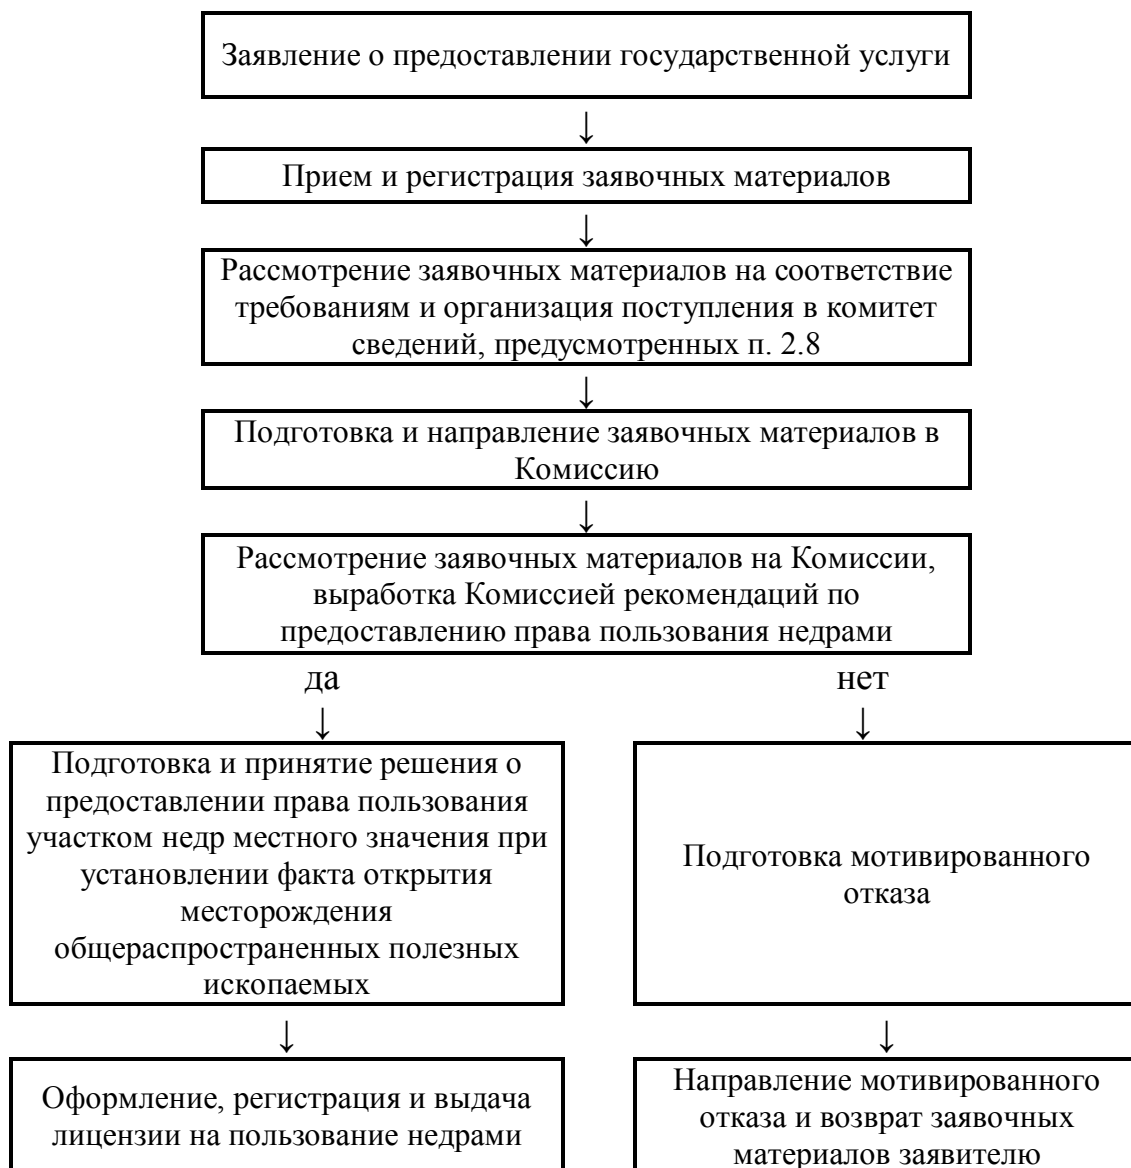 Заявление о предоставлении государственной услуги
↓
Прием и регистрация заявочных материалов
↓
Рассмотрение заявочных материалов на соответствие
требованиям и организация поступления в комитет
сведений, предусмотренных п. 2.8
↓
Подготовка и направление заявочных материалов в
Комиссию
↓
Рассмотрение заявочных материалов на Комиссии,
выработка Комиссией рекомендаций по
предоставлению права пользования недрами
да
↓
Подготовка и принятие решения о
предоставлении права пользования
участком недр местного значения при
установлении факта открытия
месторождения
общераспространенных полезных
ископаемых
↓
Оформление, регистрация и выдача
лицензии на пользование недрами
нет
↓
Подготовка мотивированного
отказа
↓
Направление мотивированного
отказа и возврат заявочных
материалов заявителю